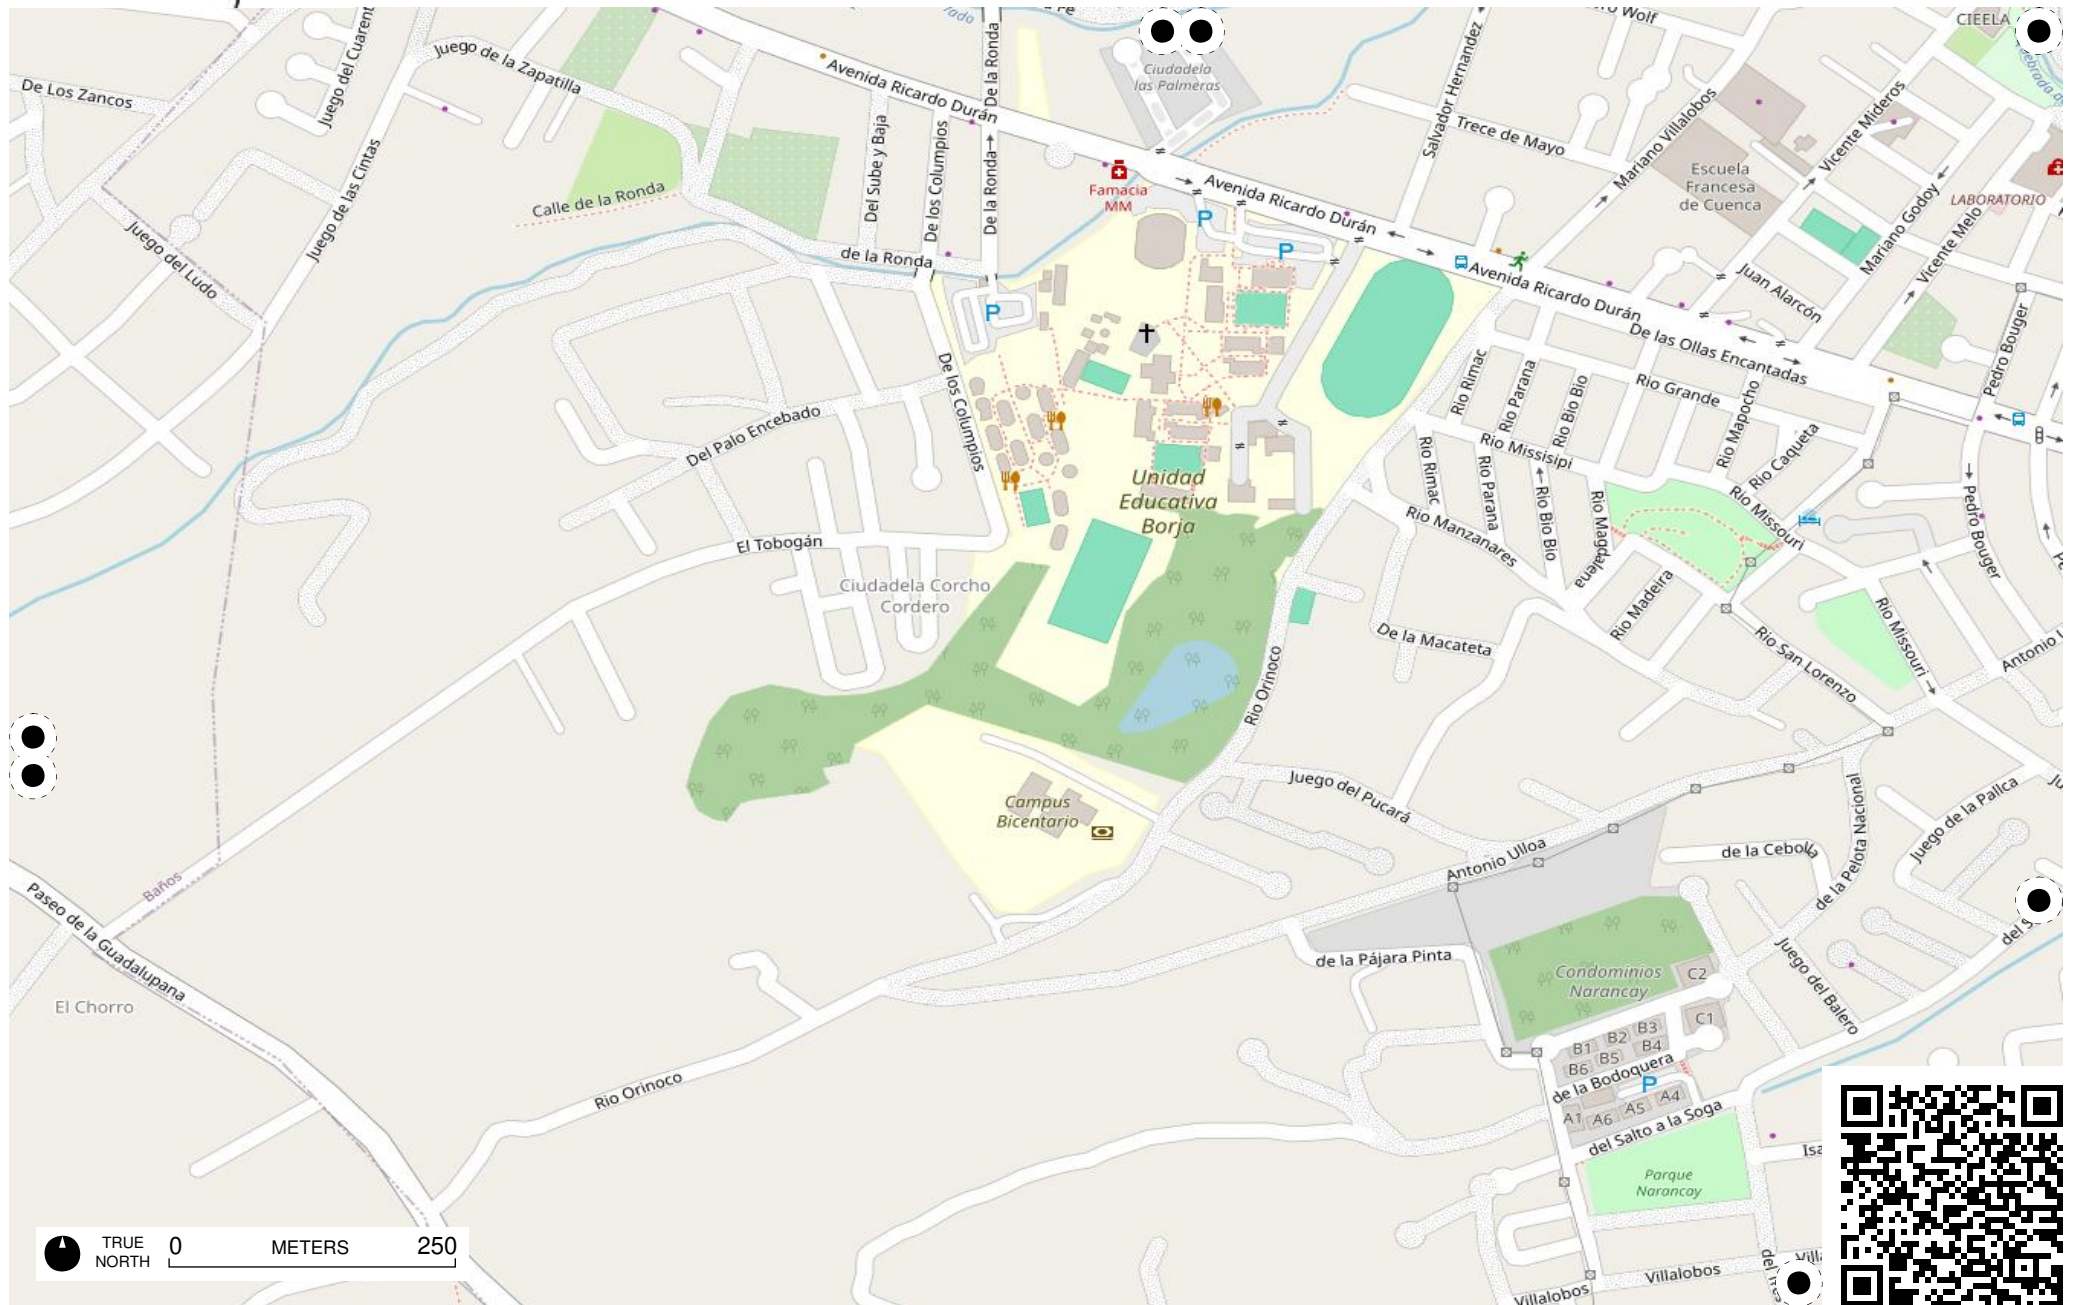 Juego del Cuarent
De Los Zancos
Juego de la Zapatilla
Juego de las Cintas
Juego del Ludo
Calle de la Ronda
Avenida Ricardo Durán
De la Ronda
De la Ronda
Del Sube y Baja
De los Columpios
de la Ronda
Ciudadela
las Palmeras
Famacia
MM
Avenida Ricardo Durán
Salvador Hernandez
Trece de Mayo
Mariano Villalobos
Escuela
Francesa
de Cuenca
Vicente Mideros
CIEELA
LABORATORIO
Mariano Godoy
Vicente Melo
Juan Alarcón
Avenida Ricardo Durán
De las Ollas Encantadas
Pedro Bouger
P
P
P
De los Columpios
Del Palo Encebado
El Tobogán
Ciudadela Corcho
Cordero
Unidad
Educativa
Borja
Rio Rimac
Rio Parana
Rio Bio Bio
Rio Grande
Rio Mapocho
Rio Caqueta
Rio Missisipi
Rio Rimac
Rio Parana
Rio Bio Bio
Rio Magdalena
Rio Missouri
Rio Manzanares
Rio Madeira
Pedro Bouger
De la Macateta
Rio San Lorenzo
Rio Missouri
Rio Orinoco
Juego del Pucará
Campus
Bicentario
Antonio Ulloa
de la Cebolla
de la Pelota Nacional
Juego de la Pallca
de la Pájara Pinta
Condominios
Narancay
Juego del Balero
C2
C1
B1
B2
B3
B4
B5
B6
de la Bodoquera
P
A1
A6
A5
A4
del Salto a la Soga
Parque
Narancay
Villalobos
Villalobos
Baños
Paseo de la Guadalupana
El Chorro
Rio Orinoco
TRUE
NORTH
0
METERS
250